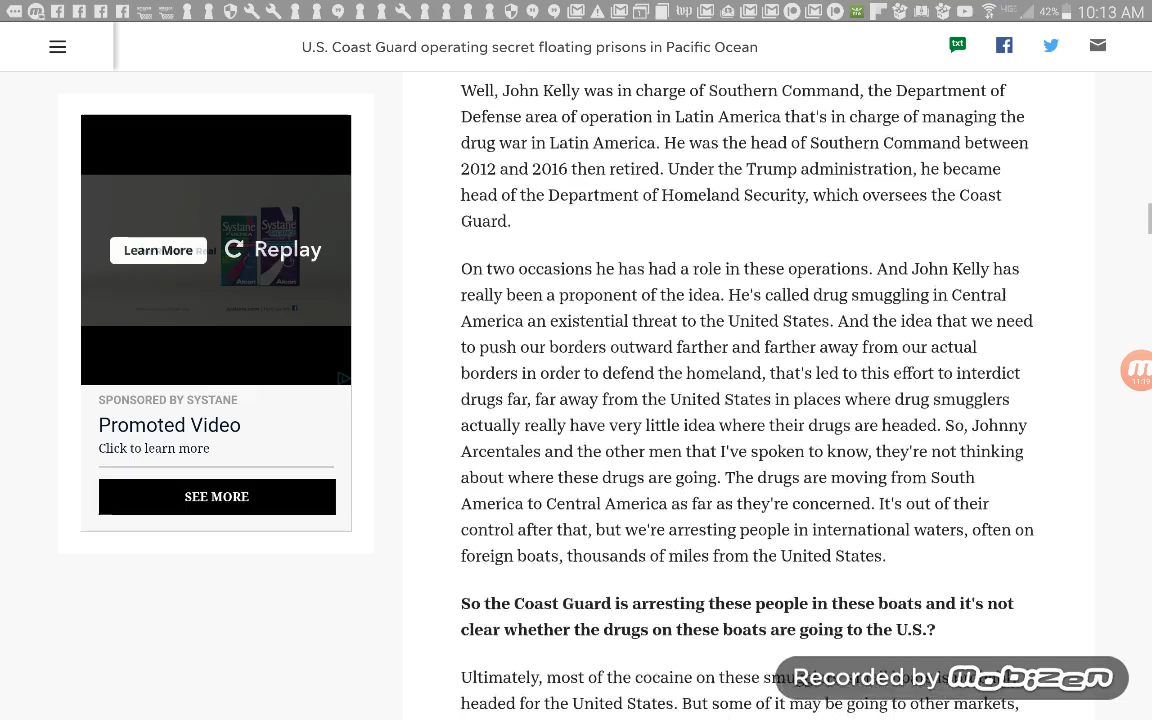 42% 10:13 AM
U.S. Coast Guard operating secret floating prisons in Pacific Ocean
txt
Well, John Kelly was in charge of Southern Command, the Department of
Defense area of operation in Latin America that's in charge of managing the
drug war in Latin America. He was the head of Southern Command between
2012 and 2016 then retired. Under the Trump administration, he became
head of the Department of Homeland Security, which oversees the Coast
Guard.
On two occasions he has had a role in these operations. And John Kelly has
really been a proponent of the idea. He's called drug smuggling in Central
America an existential threat to the United States. And the idea that we need
to push our borders outward farther and farther away from our actual
borders in order to defend the homeland, that's led to this effort to interdict
drugs far, far away from the United States in places where drug smugglers
actually really have very little idea where their drugs are headed. So, Johnny
Arcentales and the other men that I've spoken to know, they're not thinking
about where these drugs are going. The drugs are moving from South
America to Central America as far as they're concerned. It's out of their
control after that, but we're arresting people in international waters, often on
foreign boats, thousands of miles from the United States.
So the Coast Guard is arresting these people in these boats and it's not
clear whether the drugs on these boats are going to the U.S.?
Ultimately, most of the cocaine on these
headed for the United States. But some of it may be going to other markets,
Learn More
Replay
Systane
Systane
Alcon
Alcon
SPONSORED BY SYSTANE
Promoted Video
Click to learn more
SEE MORE
11:19
Recorded by Mobizen